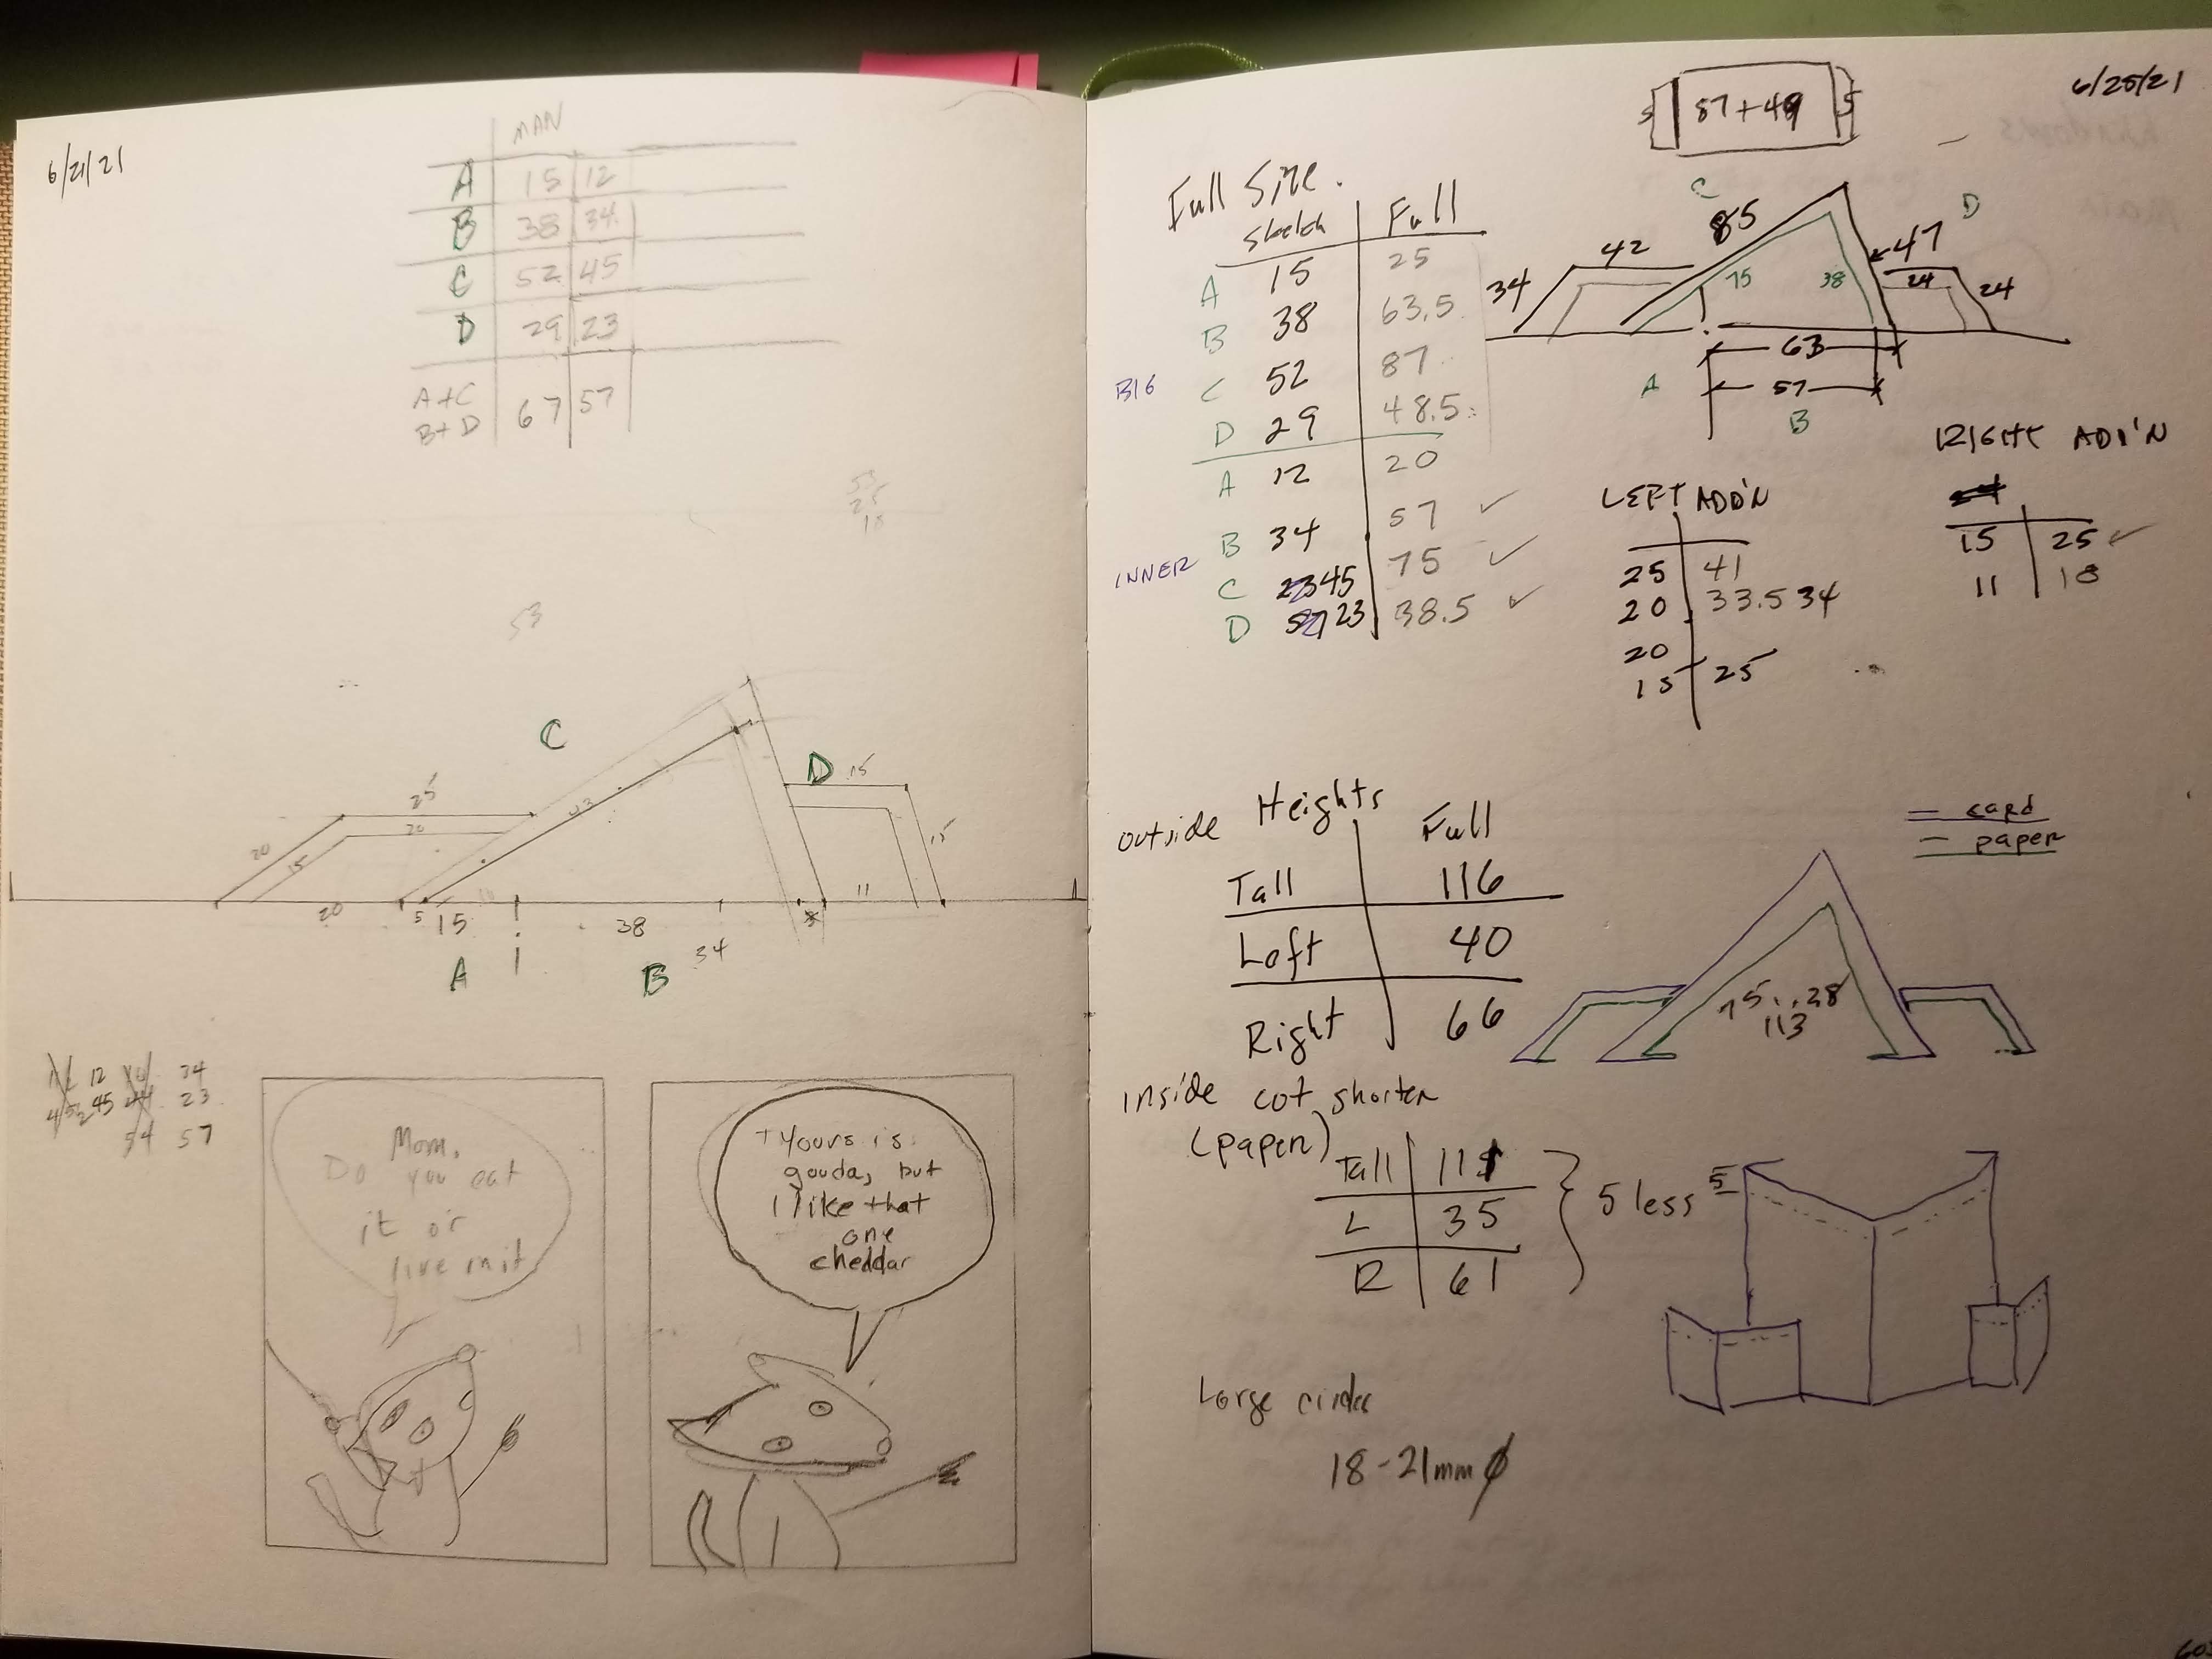 6/21/21
MAN
A 15 12
B 38 34
C 52 45
D 29 23
A+C
B+D 67 57
53
25
18
53
C
D 15
25
20
20
15
15
20 5 15 38 11
34
A B
12 34
45 23
54 57
Mom,
Do you eat
it or
live in it
Yours is
gouda, but
I like that
one
cheddar
6/25/21
5 87+49 5
Full Size.
Sketch Full
A 15 25
B 38 63.5
BIG
C 52 87
D 29 48.5
A 12 20
B 34 57 ✓
INNER
C 45 75 ✓
D 23 38.5 ✓
C
85
D
42
47
34
75 38
24
24
63
A
57
B
LEFT ADD'N
25 41
20 33.5 34
20
15 25
RIGHT ADD'N
15 25 ✓
11 18
outside Heights
Full
Tall 116
Left 40
Right 66
= card
- paper
75 38
113
inside cut shorter
(paper)
Tall 111
L 35
R 61
5 less
5
Large circles
18-21mm ϕ